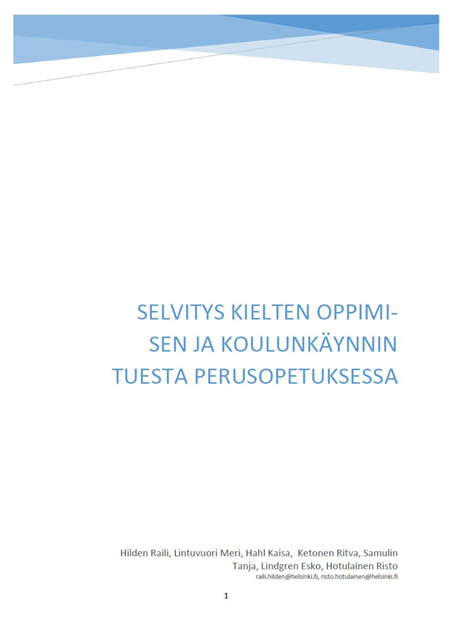 SELVITYS KIELTEN OPPIMI-
SEN JA KOULUNKÄYNNIN
TUESTA PERUSOPETUKSESSA
Hilden Raili, Lintuvuori Meri, Hahl Kaisa, Ketonen Ritva, Samulin
Tanja, Lindgren Esko, Hotulainen Risto
raili.hilden@helsinki.fi, risto.hotulainen@helsinki.fi
1